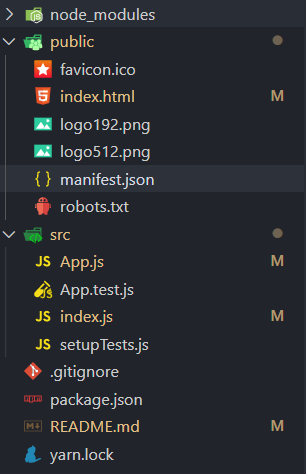 node_modules
public
favicon.ico
index.html M
logo192.png
logo512.png
{ } manifest.json
robots.txt
src
JS App.js M
App.test.js
JS index.js M
JS setupTests.js
.gitignore
package.json
README.md M
yarn.lock